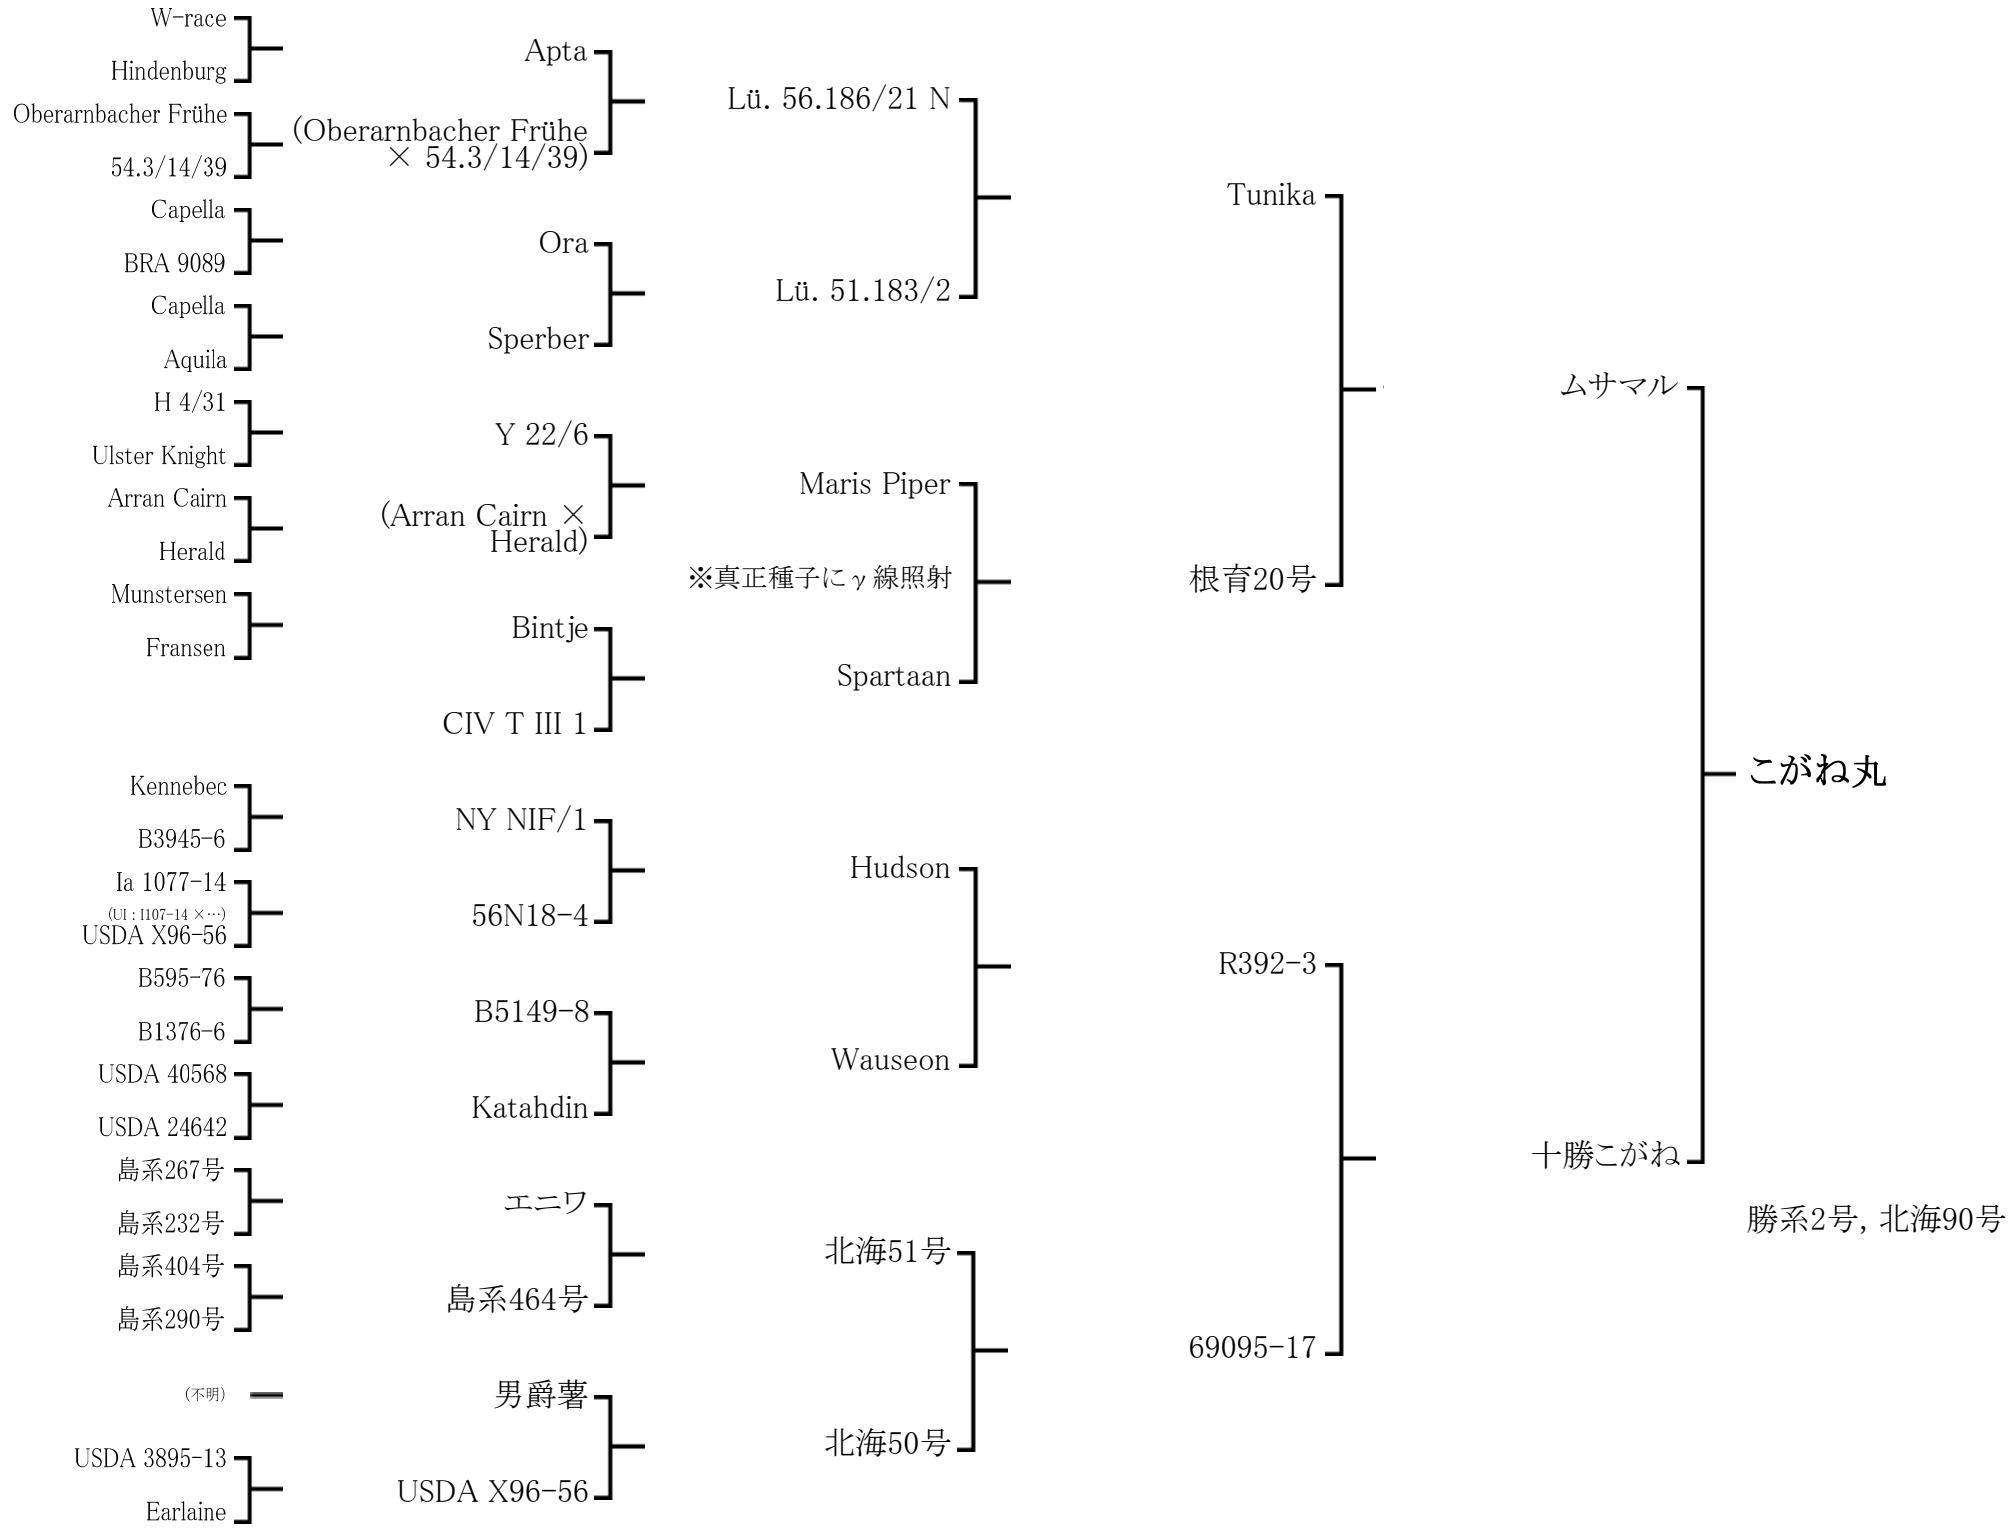 W-race
Hindenburg
Oberarnbacher Frühe
54.3/14/39
Capella
BRA 9089
Capella
Aquila
H 4/31
Ulster Knight
Arran Cairn
Herald
Munstersen
Fransen
Kennebec
B3945-6
Ia 1077-14
(UI : I107-14 ×…)
USDA X96-56
B595-76
B1376-6
USDA 40568
USDA 24642
島系267号
島系232号
島系404号
島系290号
(不明)
USDA 3895-13
Earlaine
Apta
(Oberarnbacher Frühe
× 54.3/14/39)
Ora
Sperber
Y 22/6
(Arran Cairn ×
Herald)
Bintje
CIV T III 1
NY NIF/1
56N18-4
B5149-8
Katahdin
エニワ
島系464号
男爵薯
USDA X96-56
Lü. 56.186/21 N
Lü. 51.183/2
Maris Piper
※真正種子にγ線照射
Spartaan
Hudson
Wauseon
北海51号
北海50号
Tunika
根育20号
R392-3
69095-17
ムサマル
十勝こがね
こがね丸
勝系2号, 北海90号